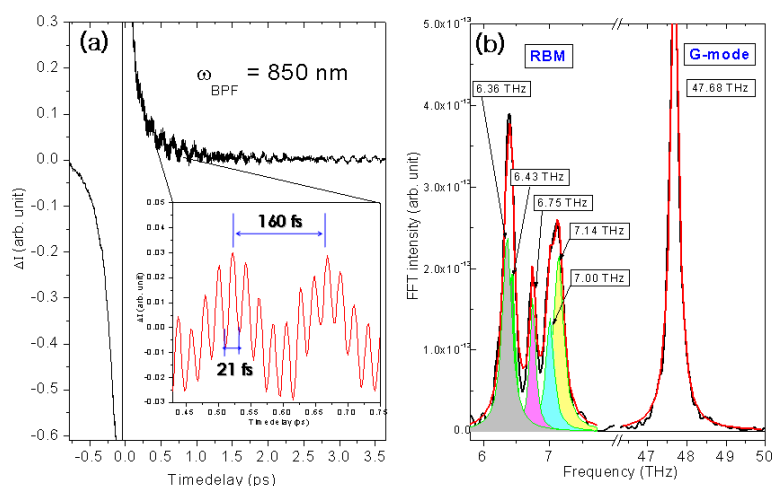 (a)
ω_BPF = 850 nm
ΔI (arb. unit)
0.3
0.2
0.1
0.0
-0.1
-0.2
-0.3
-0.4
-0.5
-0.6
-0.5 0.0 0.5 1.0 1.5 2.0 2.5 3.0 3.5
Timedelay (ps)
160 fs
21 fs
ΔI (arb. unit)
0.05
0.04
0.03
0.02
0.01
0.00
-0.01
-0.02
-0.03
0.45 0.50 0.55 0.60 0.65 0.70 0.75
Timedelay (ps)
(b)
RBM
G-mode
47.68 THz
6.36 THz
6.43 THz
6.75 THz
7.14 THz
7.00 THz
FFT intensity (arb. unit)
5.0x10⁻¹³
4.0x10⁻¹³
3.0x10⁻¹³
2.0x10⁻¹³
1.0x10⁻¹³
0.0
6 7 47 48 49 50
Frequency (THz)